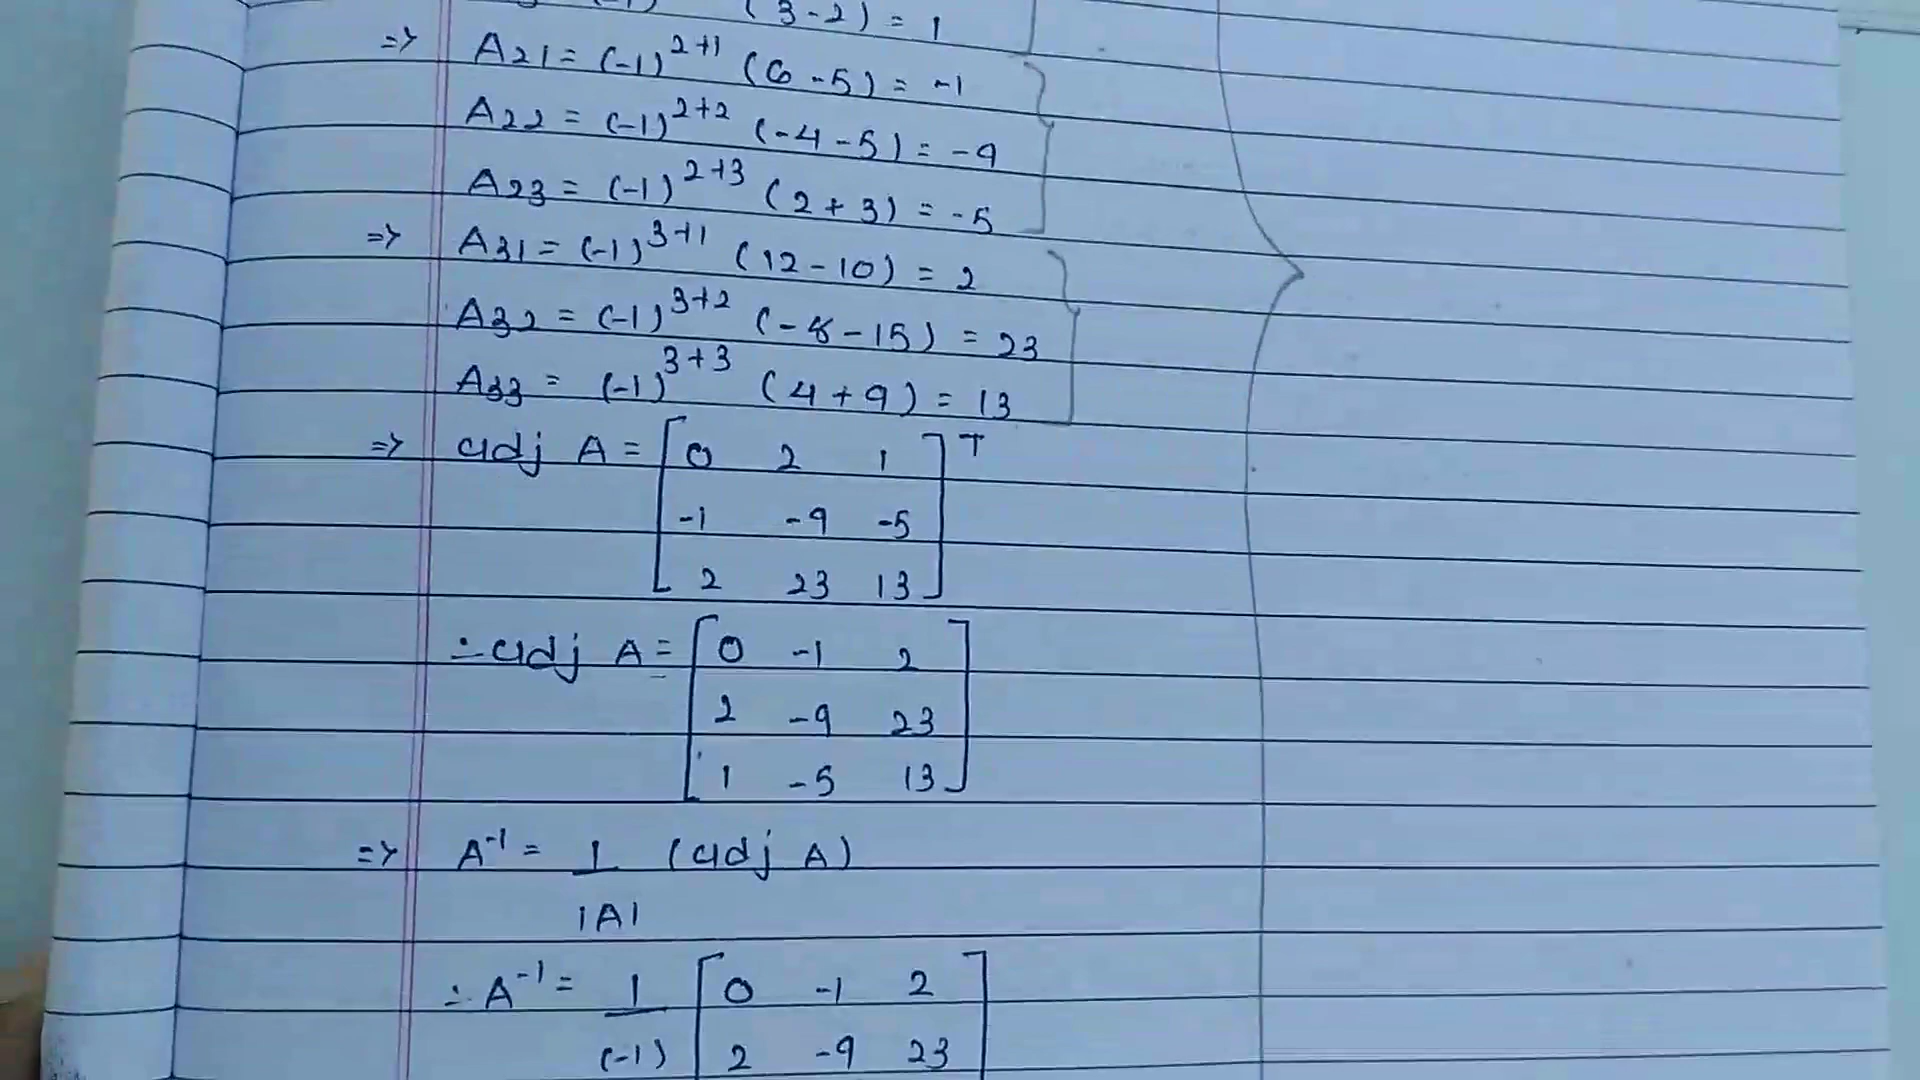 (3-2) = 1
=> A21 = (-1)^2+1 (6-5) = -1
A22 = (-1)^2+2 (-4-5) = -9
A23 = (-1)^2+3 (2+3) = -5
=> A31 = (-1)^3+1 (12-10) = 2
A32 = (-1)^3+2 (-8-15) = 23
A33 = (-1)^3+3 (4+9) = 13
=> adj A = [0 2 1]T
-1 -9 -5
2 23 13
∴ adj A = [0 -1 2]
2 -9 23
1 -5 13
=> A^-1 = 1 (adj A)
|A|
∴ A^-1 = 1 [0 -1 2]
(-1) 2 -9 23